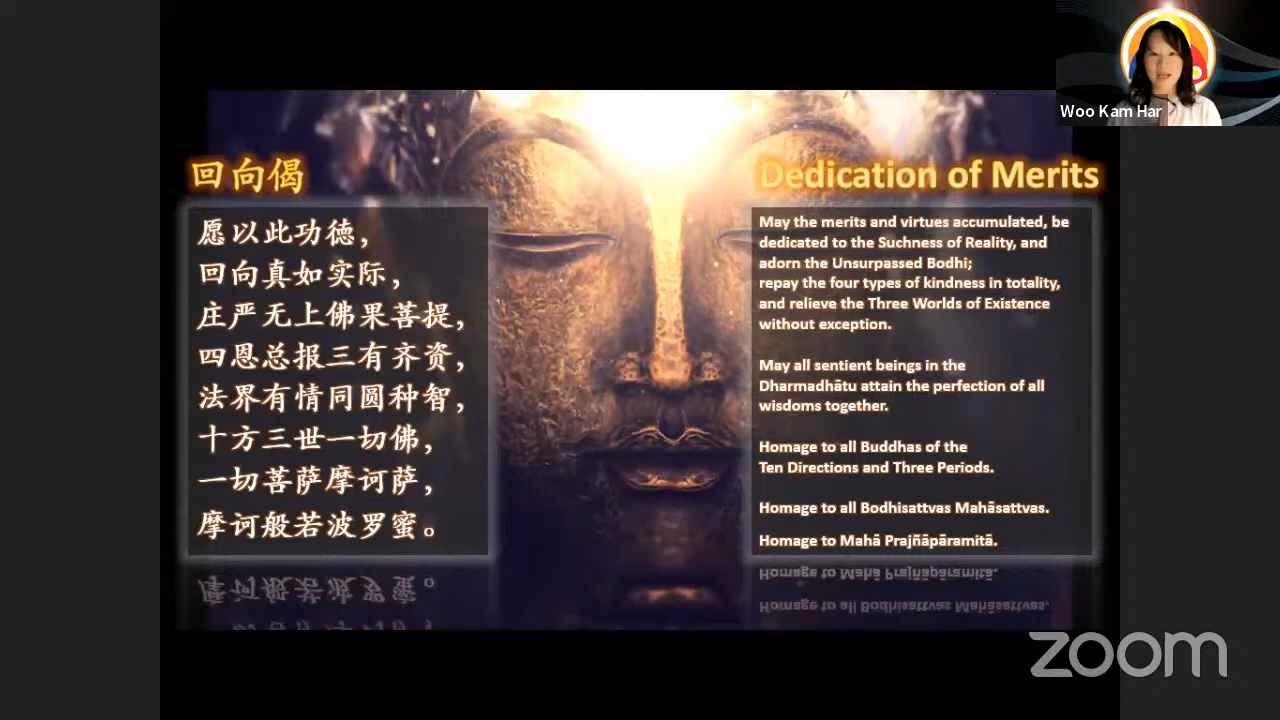 Woo Kam Har
回向偈
愿以此功德，
回向真如实际，
庄严无上佛果菩提，
四恩总报三有齐资，
法界有情同圆种智，
十方三世一切佛，
一切菩萨摩诃萨，
摩诃般若波罗蜜。
Dedication of Merits
May the merits and virtues accumulated, be
dedicated to the Suchness of Reality, and
adorn the Unsurpassed Bodhi;
repay the four types of kindness in totality,
and relieve the Three Worlds of Existence
without exception.
May all sentient beings in the
Dharmadhātu attain the perfection of all
wisdoms together.
Homage to all Buddhas of the
Ten Directions and Three Periods.
Homage to all Bodhisattvas Mahāsattvas.
Homage to Mahā Prajñāpāramitā.
zoom